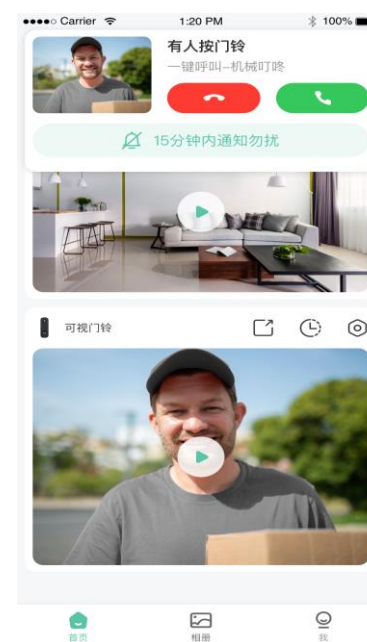 Carrier
1:20 PM
100%
有人按门铃
一键呼叫-机械叮咚
15分钟内通知勿扰
可视门铃
首页
相册
我